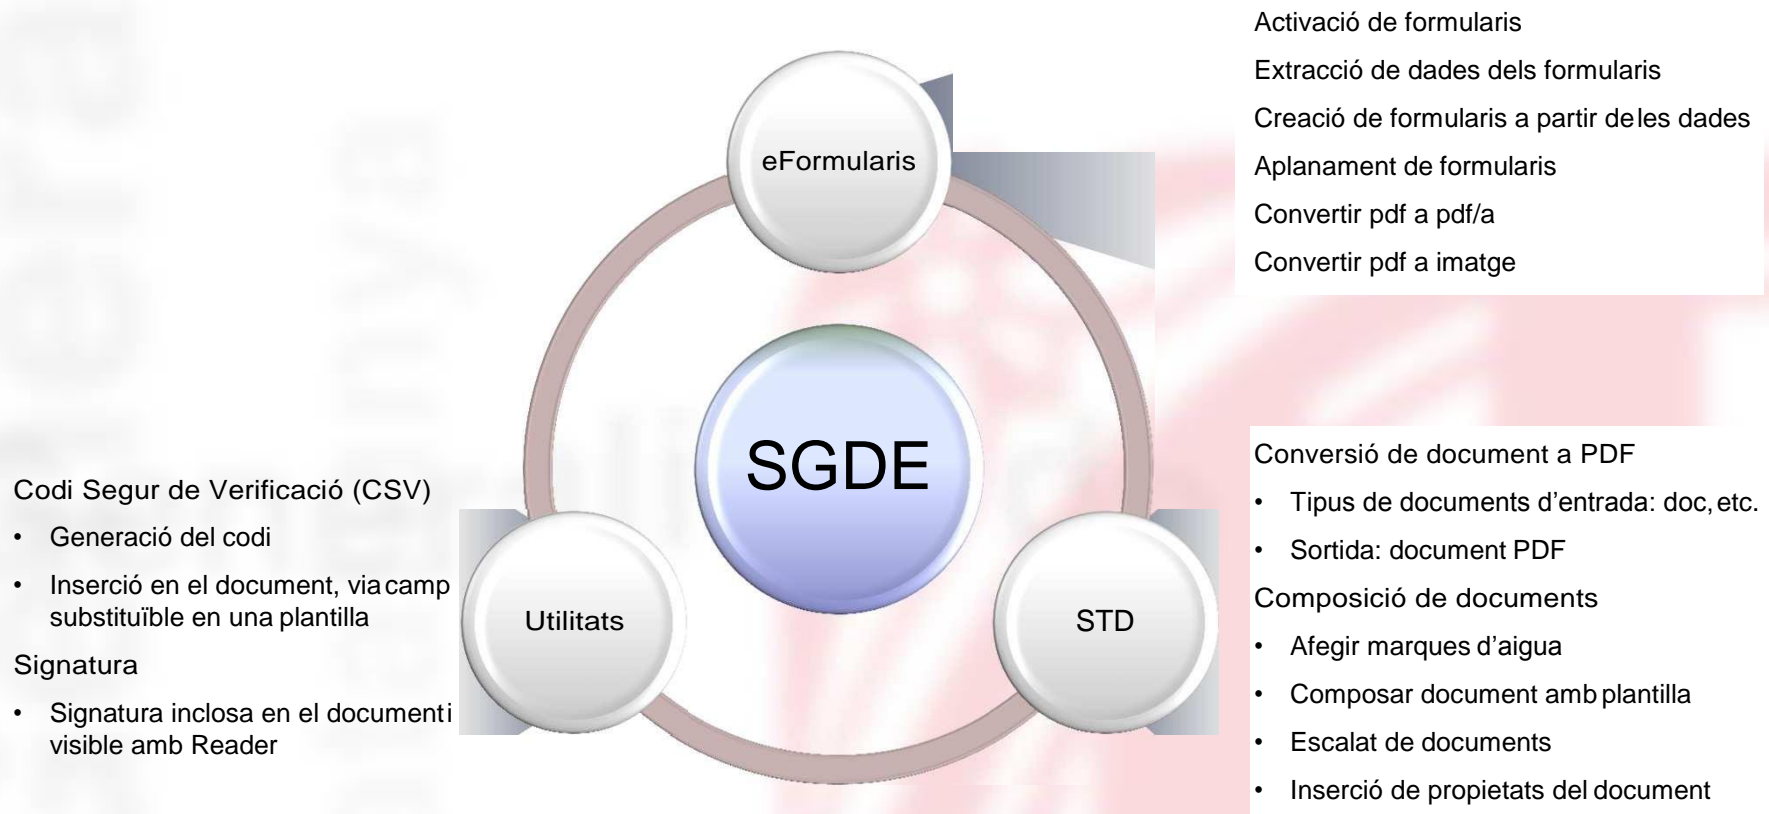 Activació de formularis
Extracció de dades dels formularis
Creació de formularis a partir de les dades
Aplanament de formularis
Convertir pdf a pdf/a
Convertir pdf a imatge
eFormularis
SGDE
Utilitats
STD
Codi Segur de Verificació (CSV)
• Generació del codi
• Inserció en el document, via camp
substituïble en una plantilla
Signatura
• Signatura inclosa en el document i
visible amb Reader
Conversió de document a PDF
• Tipus de documents d’entrada: doc, etc.
• Sortida: document PDF
Composició de documents
• Afegir marques d’aigua
• Composar document amb plantilla
• Escalat de documents
• Inserció de propietats del document